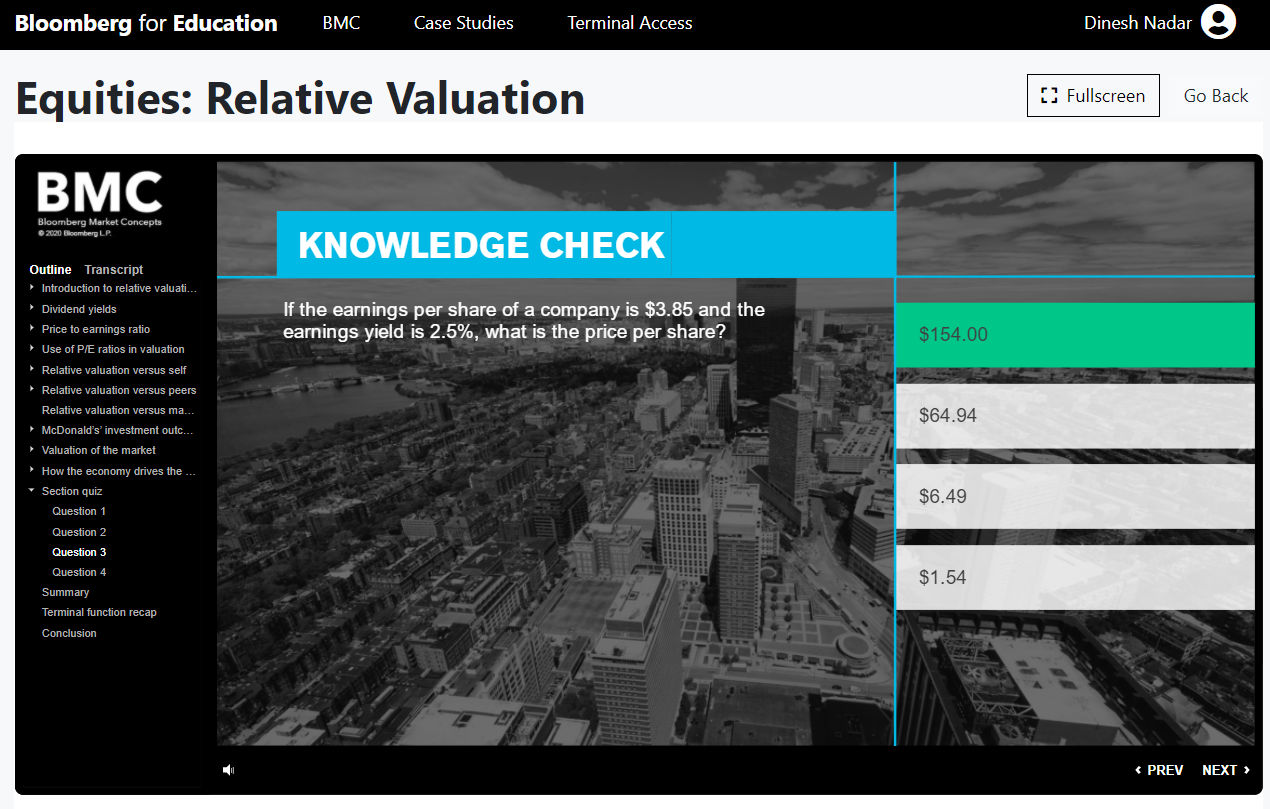 Bloomberg for Education BMC Case Studies Terminal Access Dinesh Nadar
Equities: Relative Valuation
Fullscreen Go Back
BMC
Bloomberg Market Concepts
© 2020 Bloomberg L.P.
Outline Transcript
Introduction to relative valuati...
Dividend yields
Price to earnings ratio
Use of P/E ratios in valuation
Relative valuation versus self
Relative valuation versus peers
Relative valuation versus ma...
McDonald's' investment outc...
Valuation of the market
How the economy drives the ...
Section quiz
Question 1
Question 2
Question 3
Question 4
Summary
Terminal function recap
Conclusion
KNOWLEDGE CHECK
If the earnings per share of a company is $3.85 and the
earnings yield is 2.5%, what is the price per share?
$154.00
$64.94
$6.49
$1.54
PREV NEXT